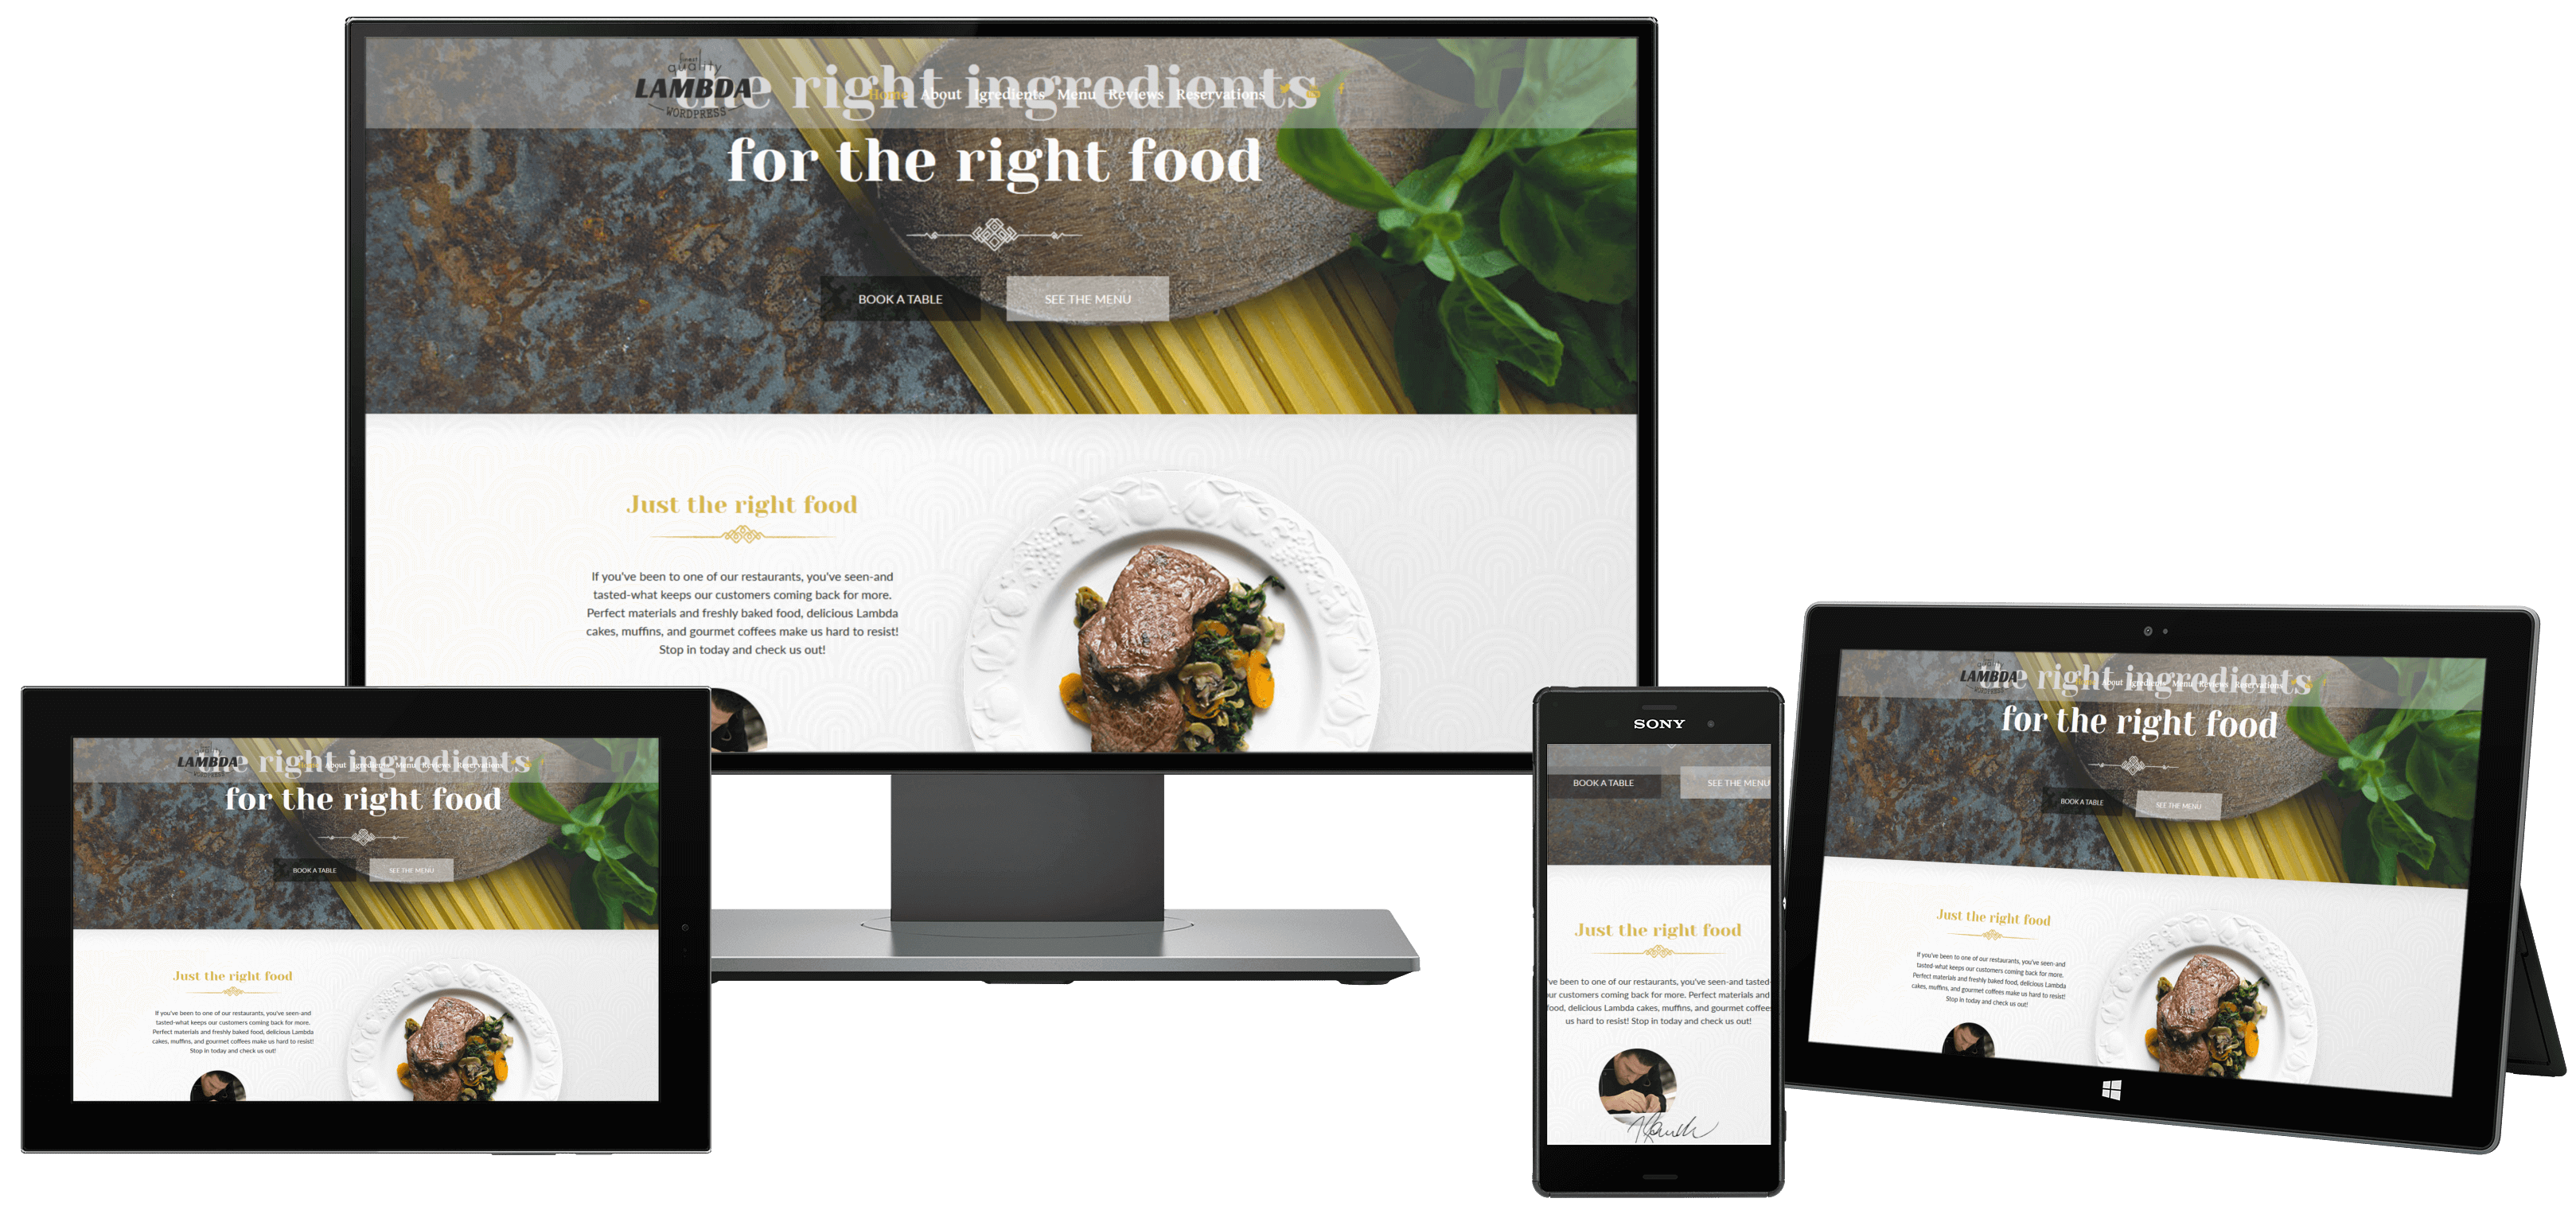 finest
quality
LAMBDA
WORDPRESS
the right ingredients
Home About Igredients Menu Reviews Reservations
for the right food
BOOK A TABLE SEE THE MENU
Just the right food
If you've been to one of our restaurants, you've seen-and
tasted-what keeps our customers coming back for more.
Perfect materials and freshly baked food, delicious Lambda
cakes, muffins, and gourmet coffees make us hard to resist!
Stop in today and check us out!
LAMBDA
WORDPRESS
the right ingredients
Home About Igredients Menu Reviews Reservations
for the right food
BOOK A TABLE SEE THE MENU
Just the right food
If you've been to one of our restaurants, you've seen-and
tasted-what keeps our customers coming back for more.
Perfect materials and freshly baked food, delicious Lambda
cakes, muffins, and gourmet coffees make us hard to resist!
Stop in today and check us out!
SONY
BOOK A TABLE SEE THE MENU
Just the right food
've been to one of our restaurants, you've seen-and tasted-
ur customers coming back for more. Perfect materials and
food, delicious Lambda cakes, muffins, and gourmet coffees
us hard to resist! Stop in today and check us out!
LAMBDA
WORDPRESS
the right ingredients
Home About Igredients Menu Reviews Reservations
for the right food
BOOK A TABLE SEE THE MENU
Just the right food
If you've been to one of our restaurants, you've seen-and
tasted-what keeps our customers coming back for more.
Perfect materials and freshly baked food, delicious Lambda
cakes, muffins, and gourmet coffees make us hard to resist!
Stop in today and check us out!